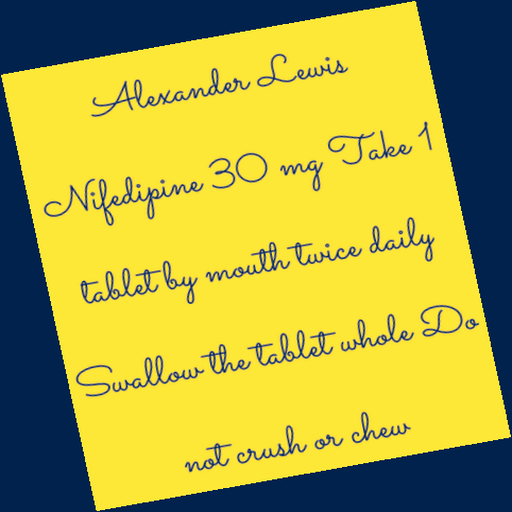 Alexander Lewis
Nifedipine 30 mg Take 1
tablet by mouth twice daily
Swallow the tablet whole Do
not crush or chew